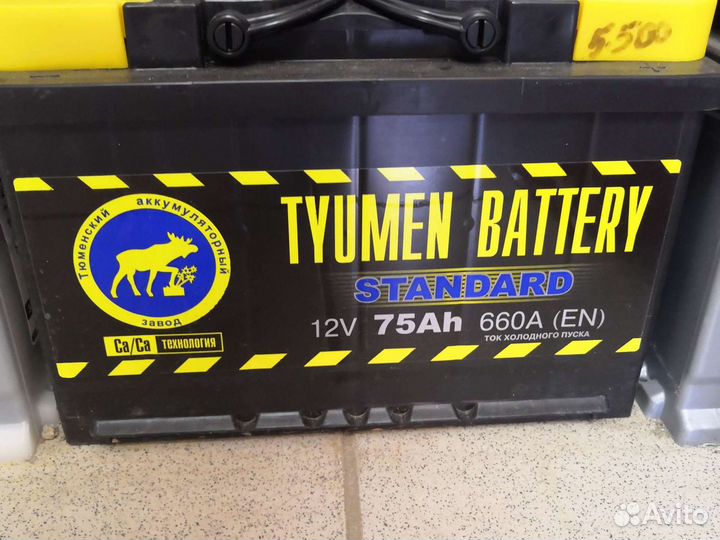 5.500
Тюменский аккумуляторный
завод
TYUMEN BATTERY
STANDARD
12V 75Ah 660A (EN)
ТОК ХОЛОДНОГО ПУСКА
Ca/Ca ТЕХНОЛОГИЯ
Avito